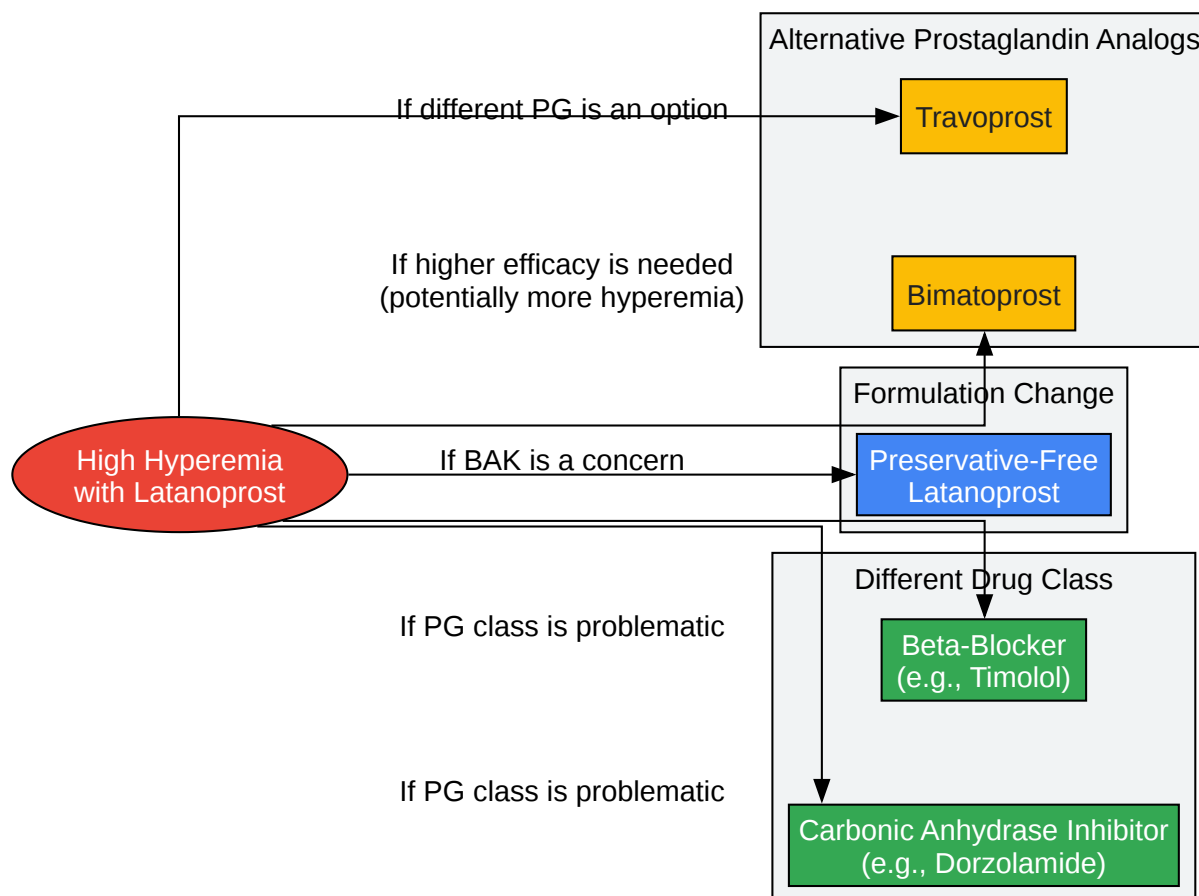 Alternative Prostaglandin Analogs
If different PG is an option
Travoprost
If higher efficacy is needed
(potentially more hyperemia)
Bimatoprost
Formulation Change
High Hyperemia
with Latanoprost
If BAK is a concern
Preservative-Free
Latanoprost
Different Drug Class
If PG class is problematic
Beta-Blocker
(e.g., Timolol)
If PG class is problematic
Carbonic Anhydrase Inhibitor
(e.g., Dorzolamide)